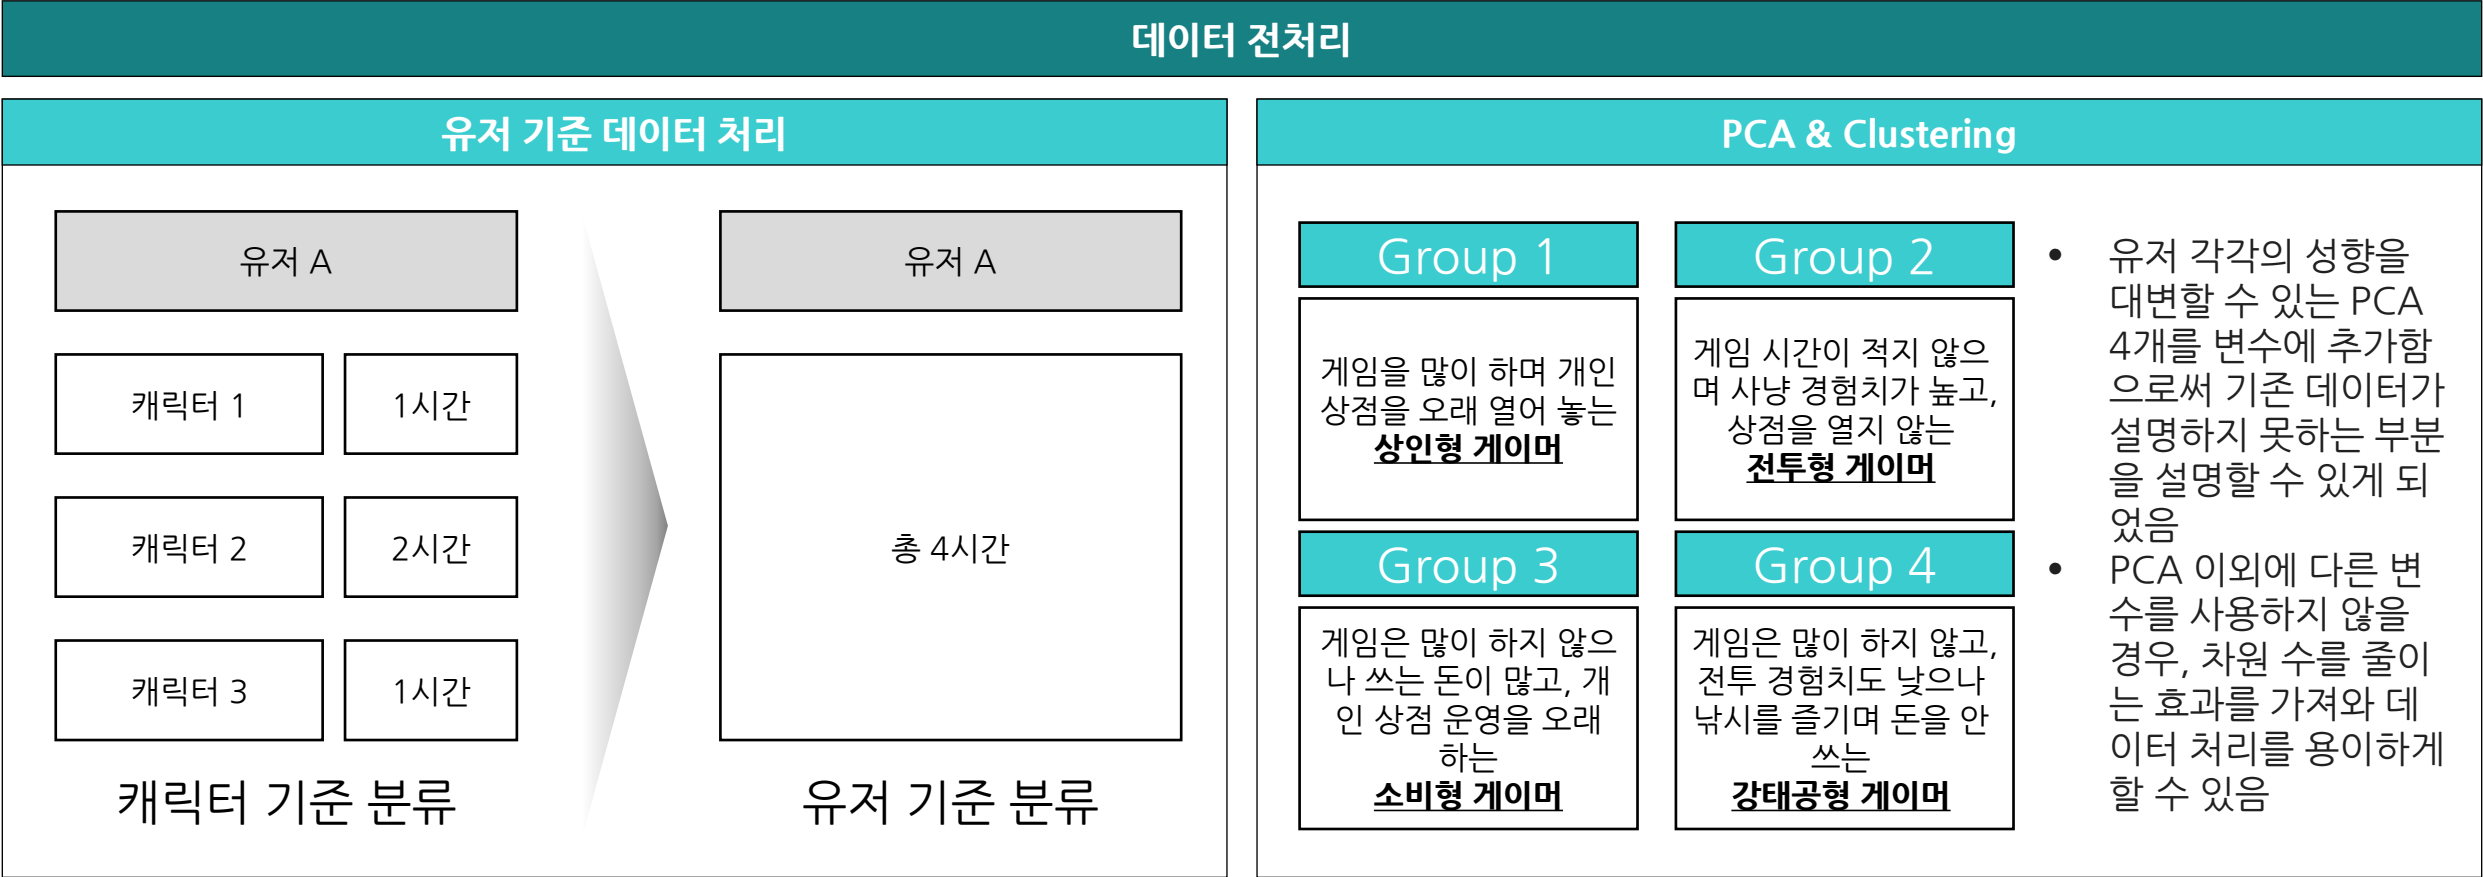 데이터 전처리
유저 기준 데이터 처리
유저 A
캐릭터 1
1시간
캐릭터 2
2시간
캐릭터 3
1시간
캐릭터 기준 분류
유저 A
총 4시간
유저 기준 분류
PCA & Clustering
Group 1
게임을 많이 하며 개인
상점을 오래 열어 놓는
상인형 게이머
Group 2
게임 시간이 적지 않으
며 사냥 경험치가 높고,
상점을 열지 않는
전투형 게이머
Group 3
게임은 많이 하지 않으
나 쓰는 돈이 많고, 개
인 상점 운영을 오래
하는
소비형 게이머
Group 4
게임은 많이 하지 않고,
전투 경험치도 낮으나
낚시를 즐기며 돈을 안
쓰는
강태공형 게이머
• 유저 각각의 성향을
대변할 수 있는 PCA
4개를 변수에 추가함
으로써 기존 데이터가
설명하지 못하는 부분
을 설명할 수 있게 되
었음
• PCA 이외에 다른 변
수를 사용하지 않을
경우, 차원 수를 줄이
는 효과를 가져와 데
이터 처리를 용이하게
할 수 있음